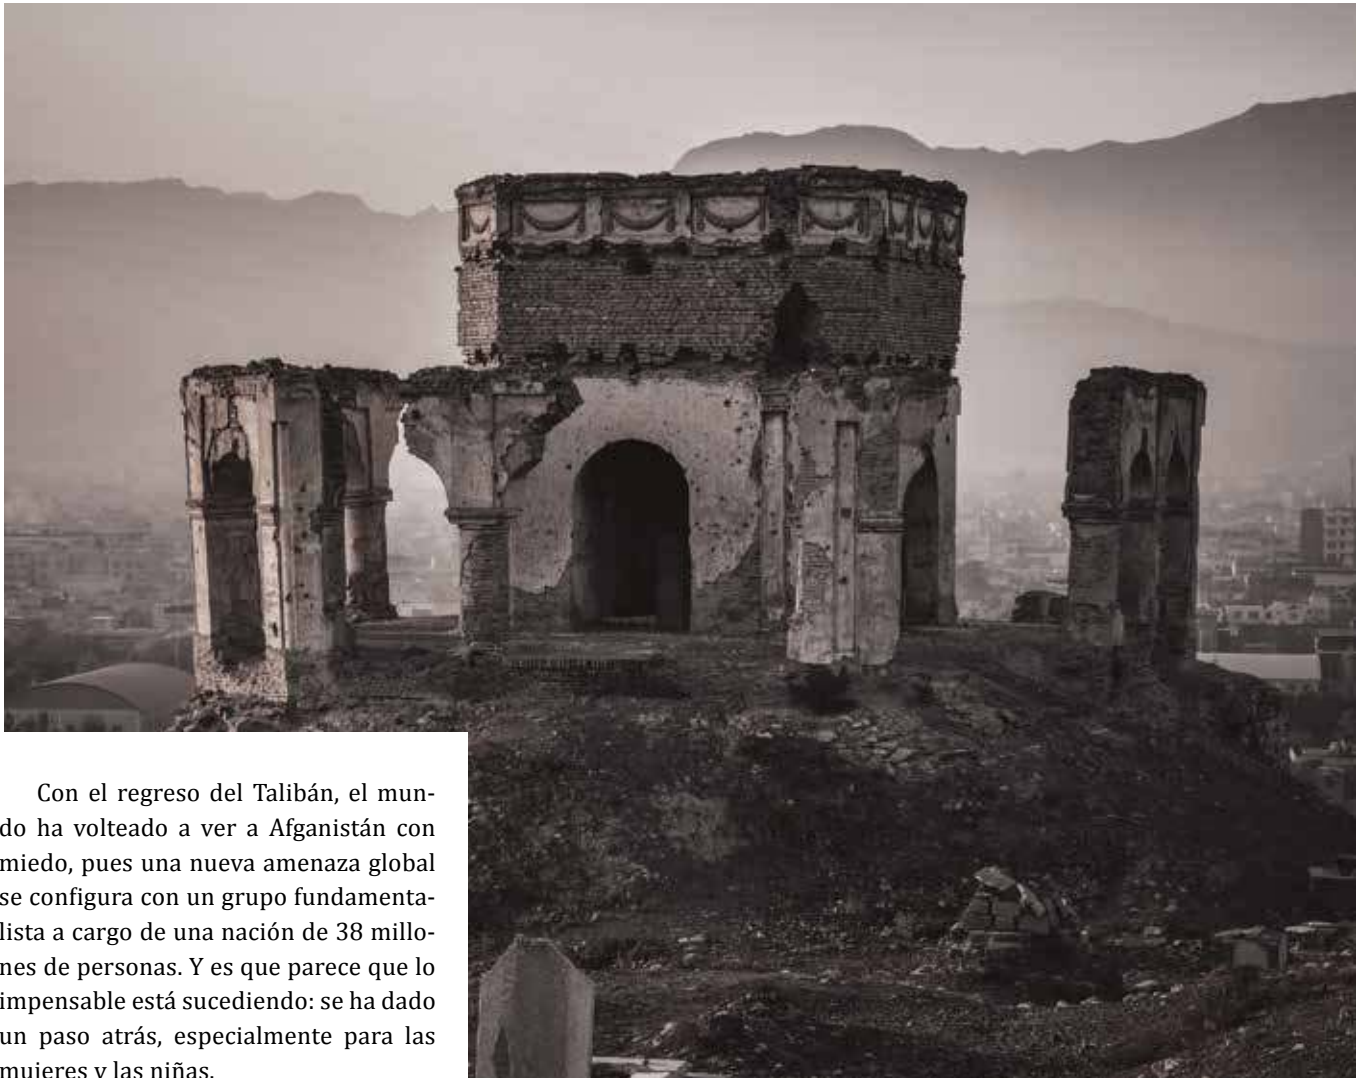 Con el regreso del Talibán, el mun-
do ha volteado a ver a Afganistán con
miedo, pues una nueva amenaza global
se configura con un grupo fundamenta-
lista a cargo de una nación de 38 millo-
nes de personas. Y es que parece que lo
impensable está sucediendo: se ha dado
un paso atrás, especialmente para las
mujeres y las niñas.